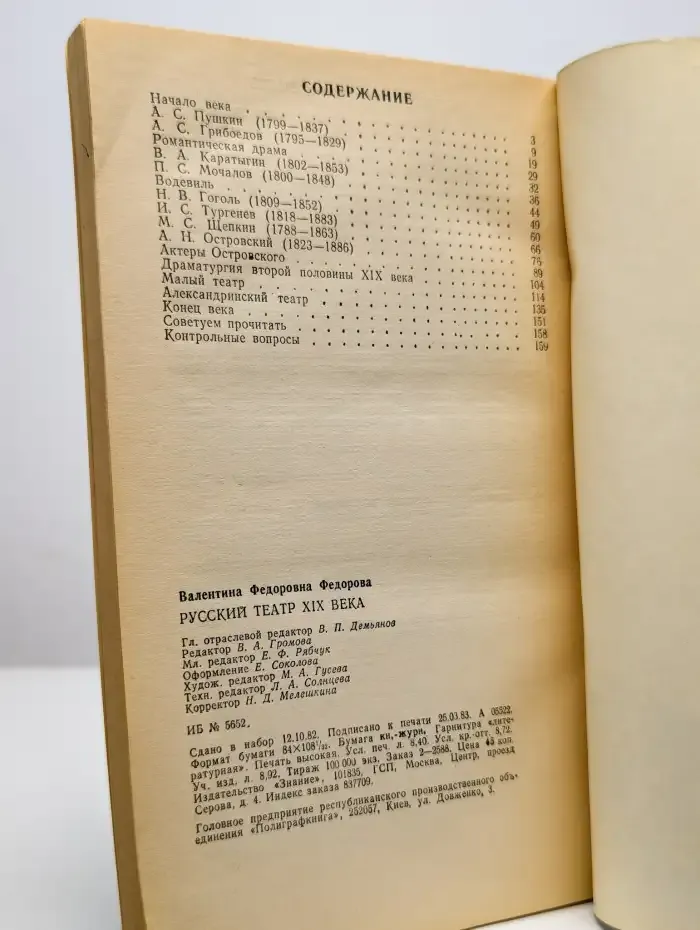 СОДЕРЖАНИЕ
Начало века . . . . . . . . . . . . . . . 3
А. С. Пушкин (1799—1837) . . . . . . . . . . 9
А. С. Грибоедов (1795—1829) . . . . . . . . . 19
Романтическая драма . . . . . . . . . . . . 29
В. А. Каратыгин (1802—1853) . . . . . . . . . 32
П. С. Мочалов (1800—1848) . . . . . . . . . . 36
Водевиль . . . . . . . . . . . . . . . . 44
Н. В. Гоголь (1809—1852) . . . . . . . . . . 49
И. С. Тургенев (1818—1883) . . . . . . . . . 60
М. С. Щепкин (1788—1863) . . . . . . . . . . 66
А. Н. Островский (1823—1886) . . . . . . . . 76
Актеры Островского . . . . . . . . . . . . 89
Драматургия второй половины XIX века . . . . . . 104
Малый театр . . . . . . . . . . . . . . . 114
Александринский театр . . . . . . . . . . . 135
Конец века . . . . . . . . . . . . . . . 151
Советуем прочитать . . . . . . . . . . . . 158
Контрольные вопросы . . . . . . . . . . . . 159
Валентина Федоровна Федорова
РУССКИЙ ТЕАТР XIX ВЕКА
Гл. отраслевой редактор В. П. Демьянов
Редактор В. А. Громова
Мл. редактор Е. Ф. Рябчук
Оформление Е. Соколова
Худож. редактор М. А. Гусева
Техн. редактор Л. А. Солнцева
Корректор Н. Д. Мелешкина
ИБ № 5652.
Сдано в набор 12.10.82. Подписано к печати 25.03.83. А 05322.
Формат бумаги 84×108¹/₃₂. Бумага кн.-журн. Гарнитура «лите-
ратурная». Печать высокая. Усл. печ. л. 8,40. Усл. кр.-отт. 8,72.
Уч. изд. л. 8,92. Тираж 100 000 экз. Заказ 2—2588. Цена 45 коп.
Издательство «Знание», 101835, ГСП, Москва, Центр, проезд
Серова, д. 4. Индекс заказа 837709.
Головное предприятие республиканского производственного объ-
единения «Полиграфкнига», 252057, Киев, ул. Довженко, 3.